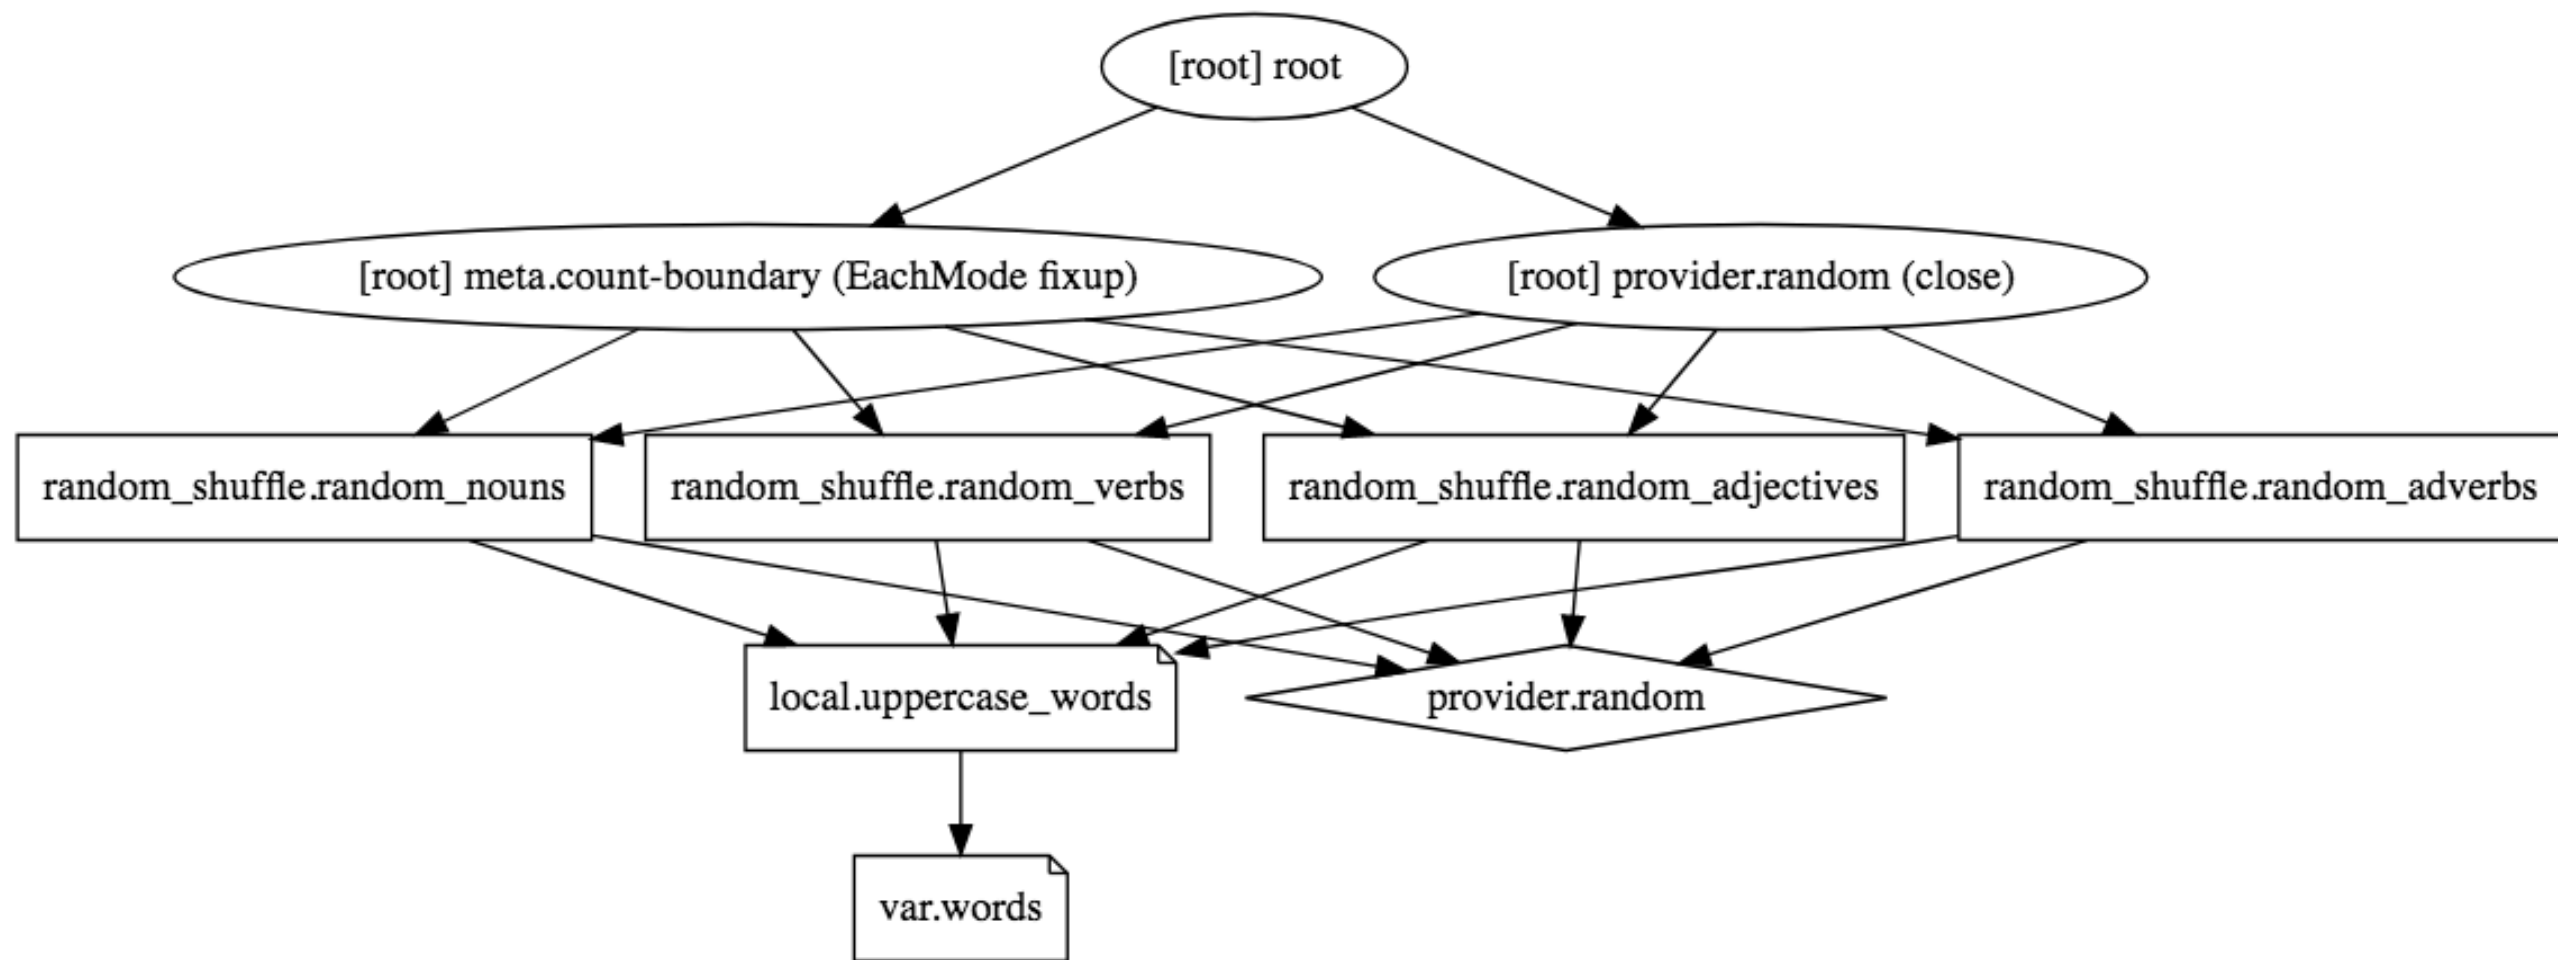 [root] root
[root] meta.count-boundary (EachMode fixup)
[root] provider.random (close)
random_shuffle.random_nouns
random_shuffle.random_verbs
random_shuffle.random_adjectives
random_shuffle.random_adverbs
local.uppercase_words
provider.random
var.words